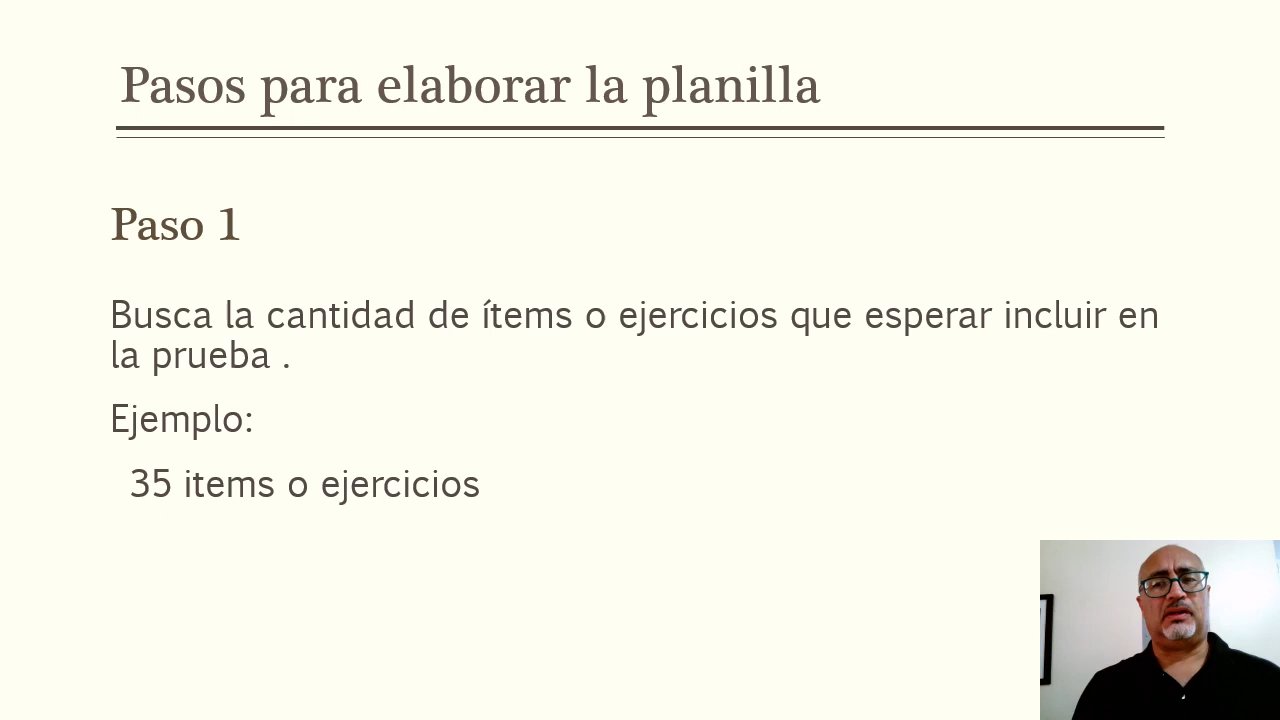 Pasos para elaborar la planilla
Paso 1
Busca la cantidad de ítems o ejercicios que esperar incluir en
la prueba .
Ejemplo:
35 items o ejercicios